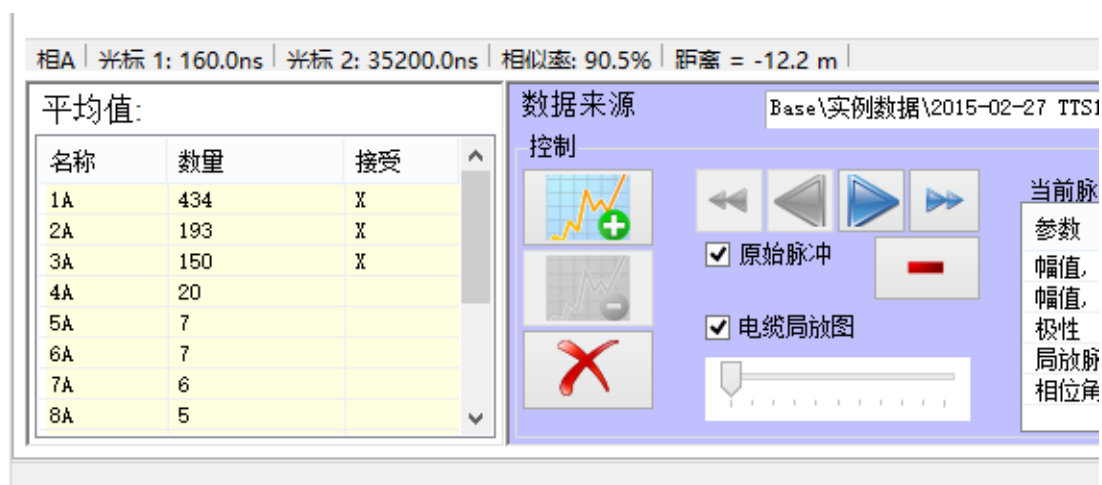 相A 光标 1: 160.0ns 光标 2: 35200.0ns 相似率: 90.5% 距离 = -12.2 m
平均值:
名称 数量 接受
1A 434 X
2A 193 X
3A 150 X
4A 20
5A 7
6A 7
7A 6
8A 5
数据来源 Base\实例数据\2015-02-27 TTS1
控制
原始脉冲
电缆局放图
当前脉
参数
幅值,
幅值,
极性
局放脉
相位角